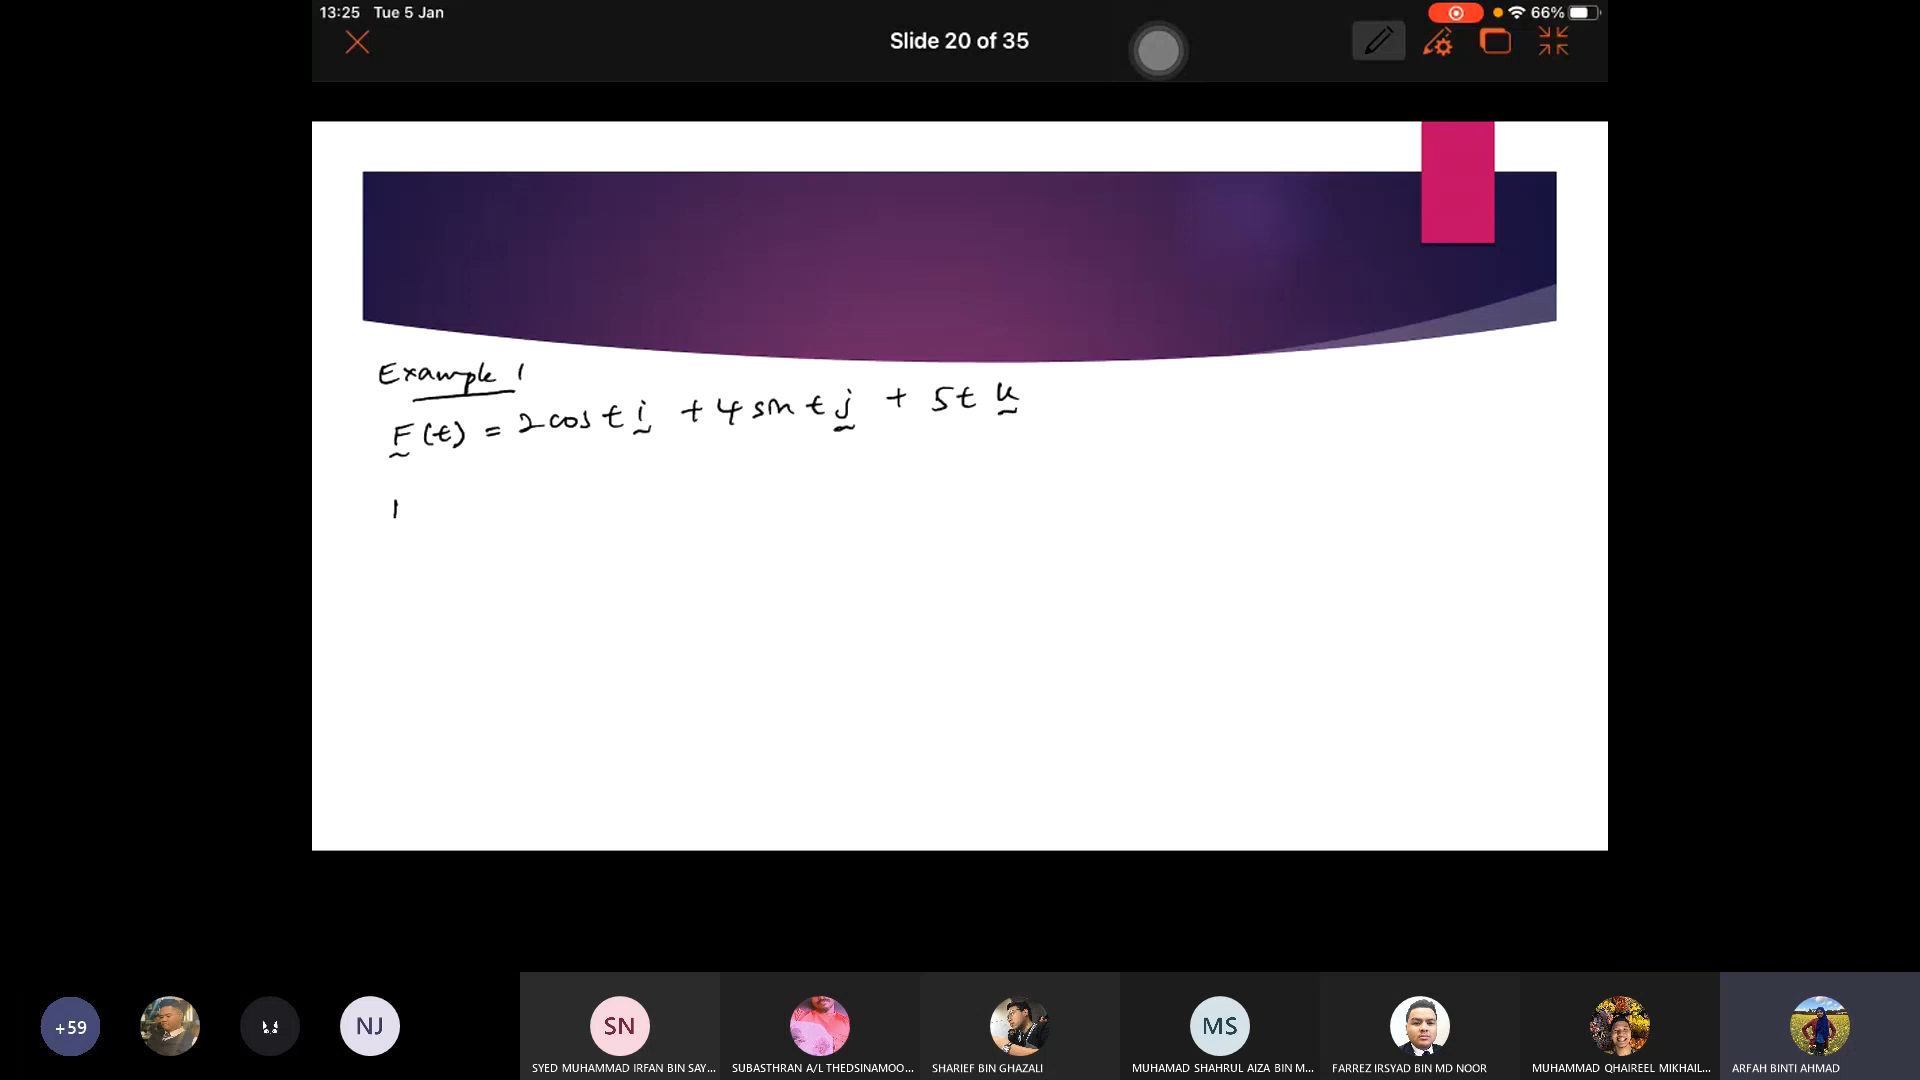 13:25 Tue 5 Jan
66%
Slide 20 of 35
Example 1
F(t) = 2 cos t i + 4 sin t j + 5t k
+59
NJ
SN
MS
SYED MUHAMMAD IRFAN BIN SAY...
SUBASTHRAN A/L THEDSINAMOO...
SHARIEF BIN GHAZALI
MUHAMAD SHAHRUL AIZA BIN M...
FARREZ IRSYAD BIN MD NOOR
MUHAMMAD QHAIREEL MIKHAIL...
ARFAH BINTI AHMAD